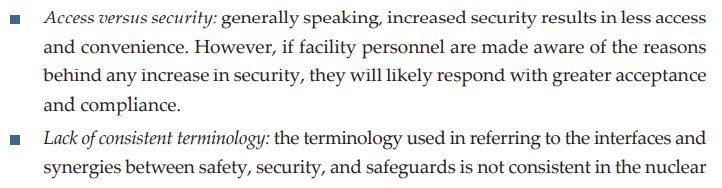 Access versus security: generally speaking, increased security results in less access
and convenience. However, if facility personnel are made aware of the reasons
behind any increase in security, they will likely respond with greater acceptance
and compliance.
Lack of consistent terminology: the terminology used in referring to the interfaces and
synergies between safety, security, and safeguards is not consistent in the nuclear